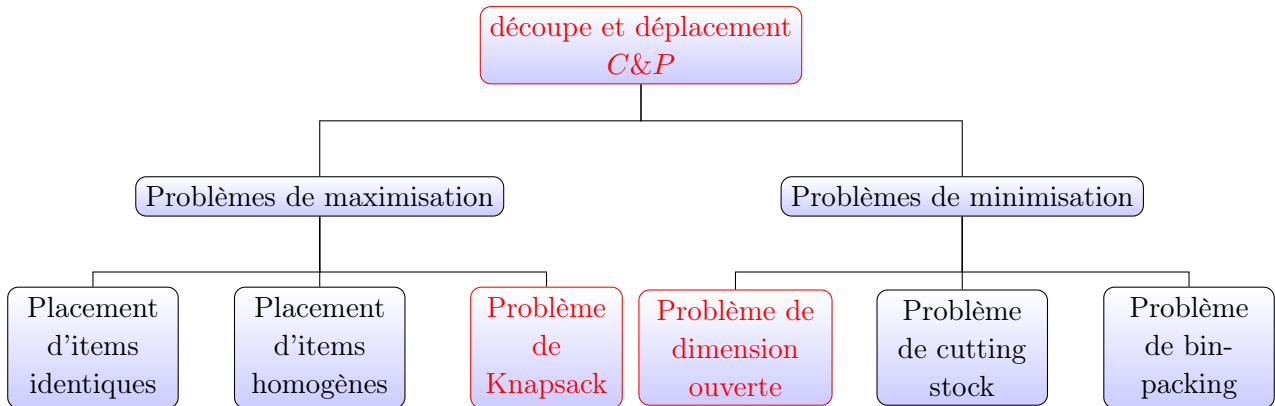 découpe et déplacement
C&P
Problèmes de maximisation
Problèmes de minimisation
Placement
d'items
identiques
Placement
d'items
homogènes
Problème
de
Knapsack
Problème de
dimension
ouverte
Problème
de cutting
stock
Problème
de bin-
packing